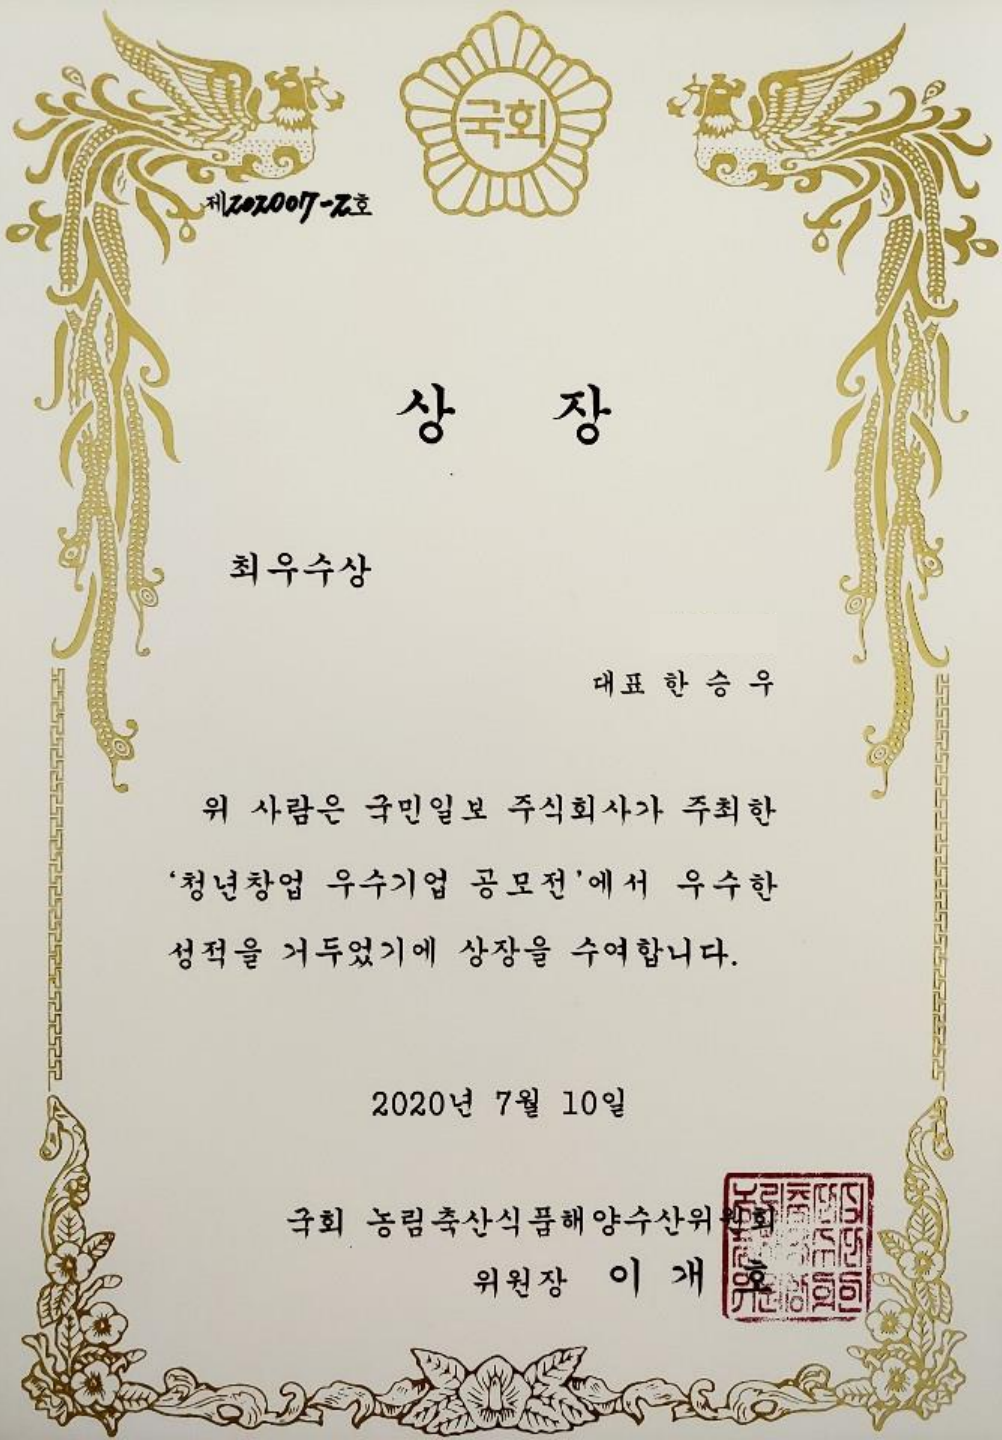 국회
제202007-2호
상 장
최우수상
대표 한 승 우
위 사람은 국민일보 주식회사가 주최한
‘청년창업 우수기업 공모전’에서 우수한
성적을 거두었기에 상장을 수여합니다.
2020년 7월 10일
국회 농림축산식품해양수산위원회
위원장 이 개 호